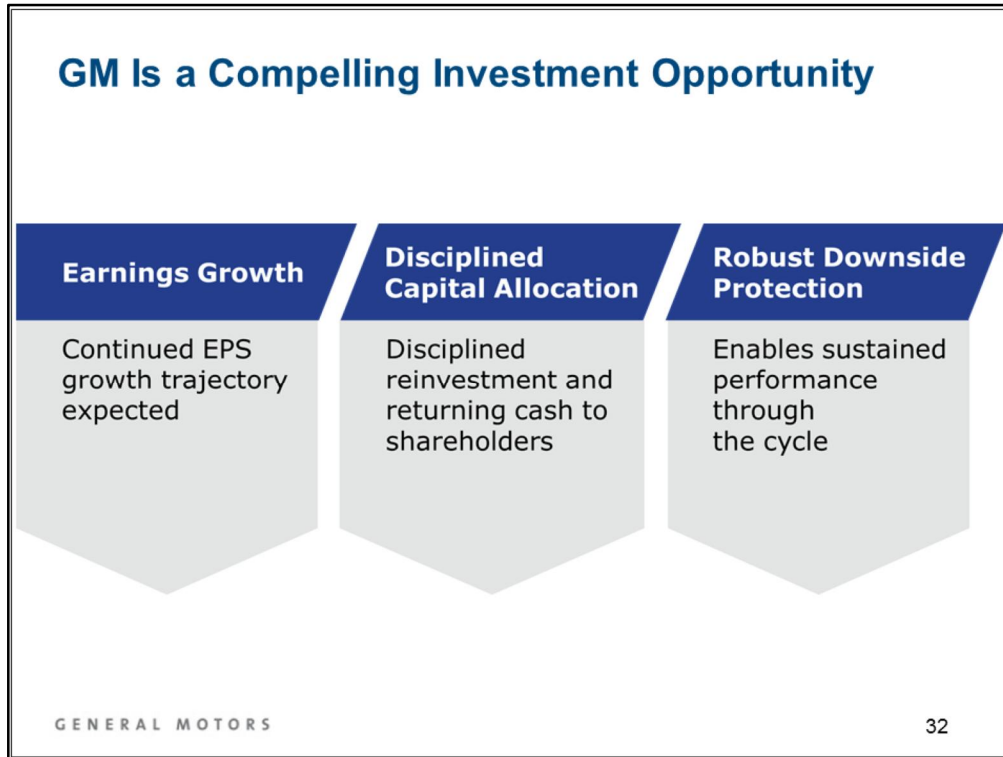 GM Is a Compelling Investment Opportunity
Earnings Growth
Continued EPS
growth trajectory
expected
Disciplined
Capital Allocation
Disciplined
reinvestment and
returning cash to
shareholders
Robust Downside
Protection
Enables sustained
performance
through
the cycle
GENERAL MOTORS
32